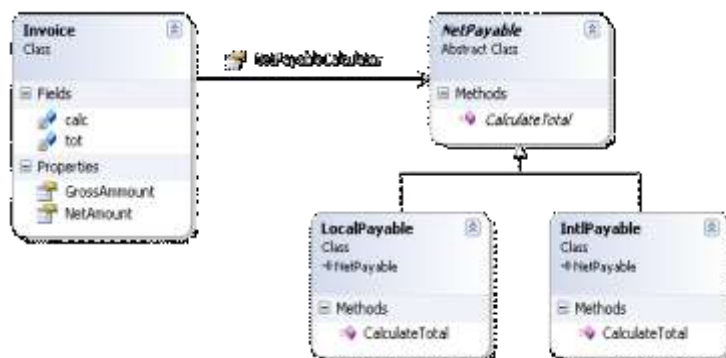 Invoice
Class
Fields
calc
tot
Properties
GrossAmmount
NetAmount
NetPayableCalculator
NetPayable
Abstract Class
Methods
CalculateTotal
LocalPayable
Class
NetPayable
Methods
CalculateTotal
IntlPayable
Class
NetPayable
Methods
CalculateTotal